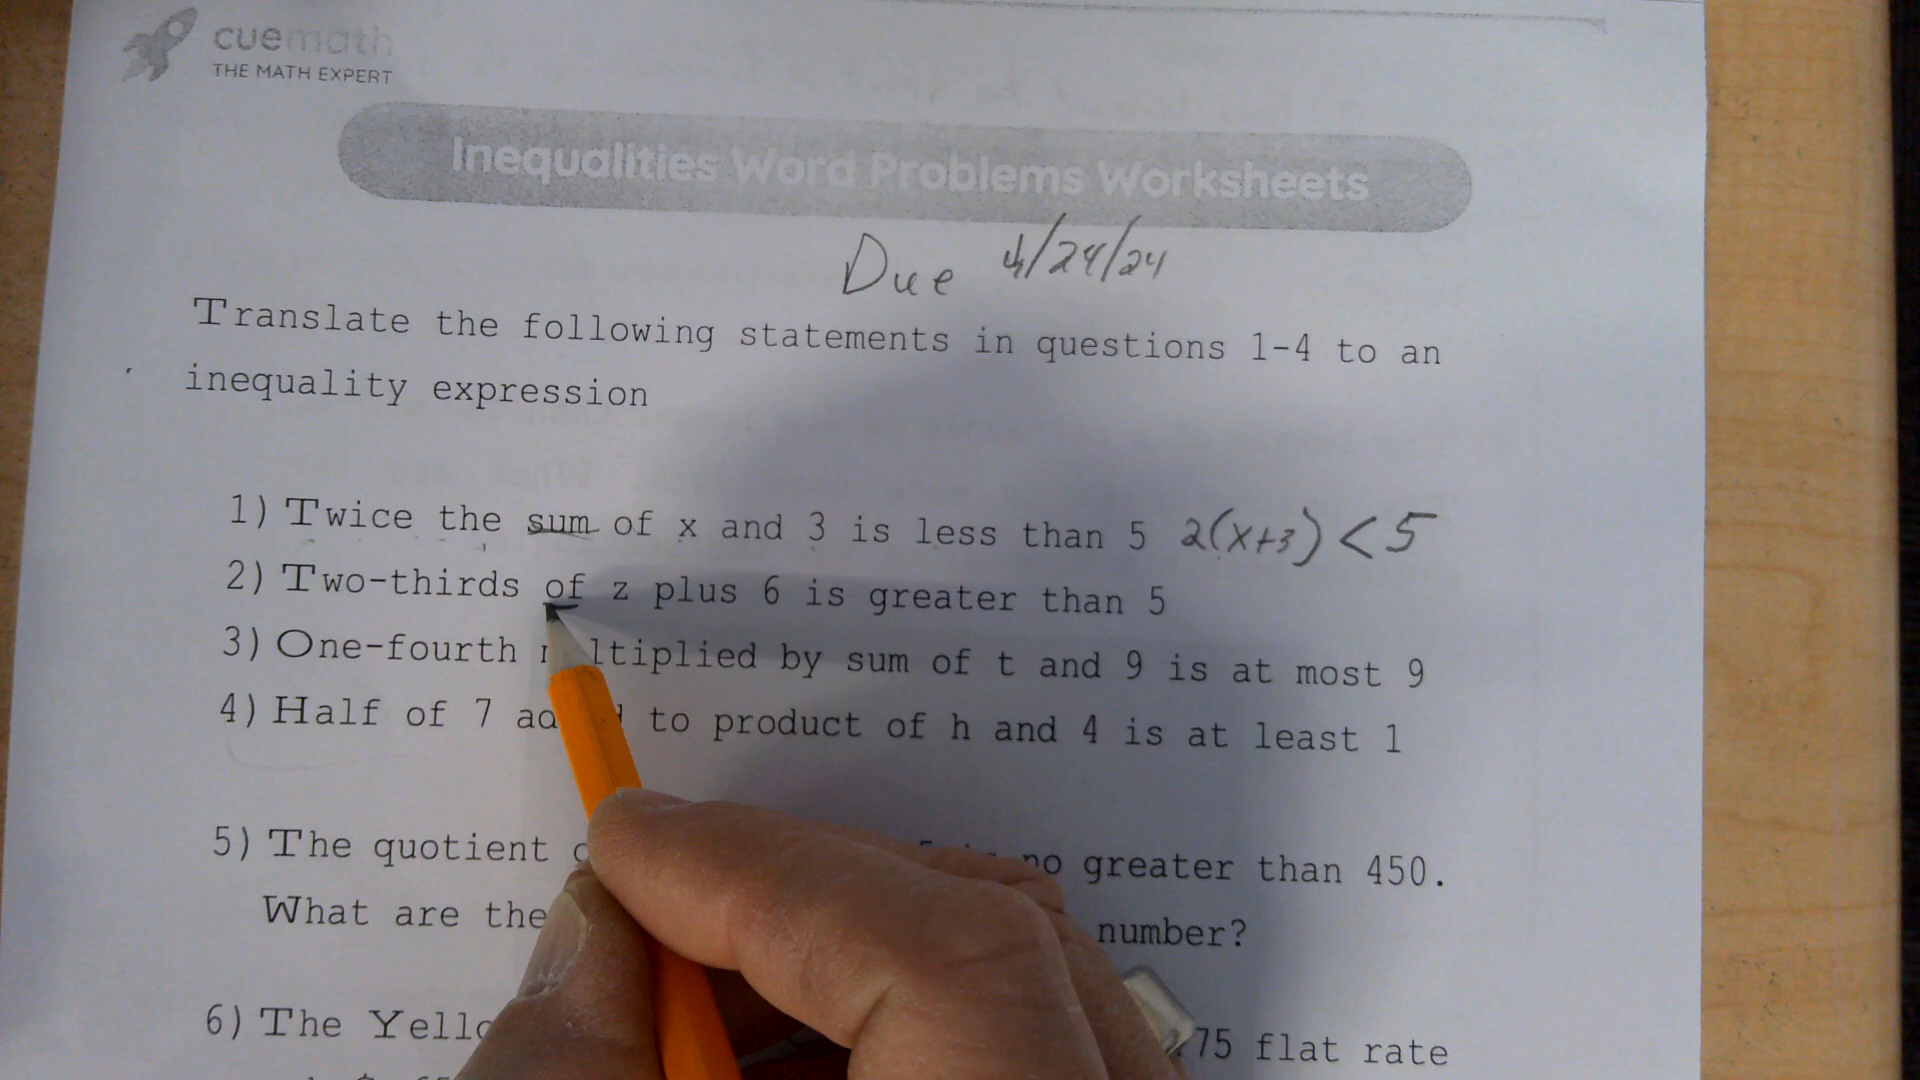 cuemath
THE MATH EXPERT
Inequalities Word Problems Worksheets
Due 4/24/24
Translate the following statements in questions 1-4 to an
inequality expression
1) Twice the sum of x and 3 is less than 5 2(x+3) < 5
2) Two-thirds of z plus 6 is greater than 5
3) One-fourth by sum of t and 9 is at most 9
4) Half of 7 to product of h and 4 is at least 1
5) The quotient no greater than 450.
What are the number?
6) The 75 flat rate